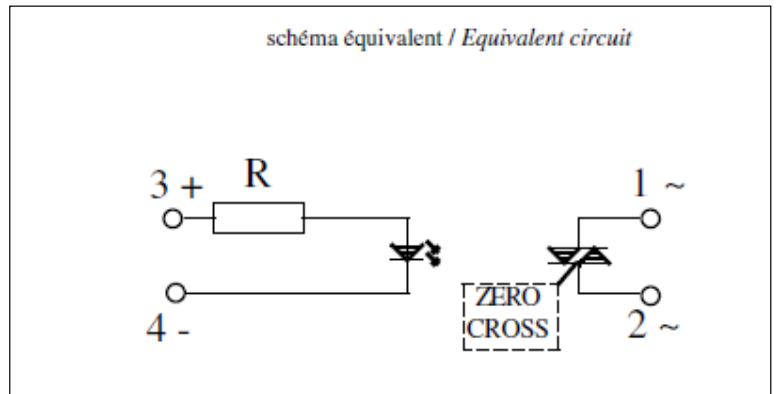 schéma équivalent / Equivalent circuit
3 + R 1 ~
ZERO
CROSS
4 - 2 ~